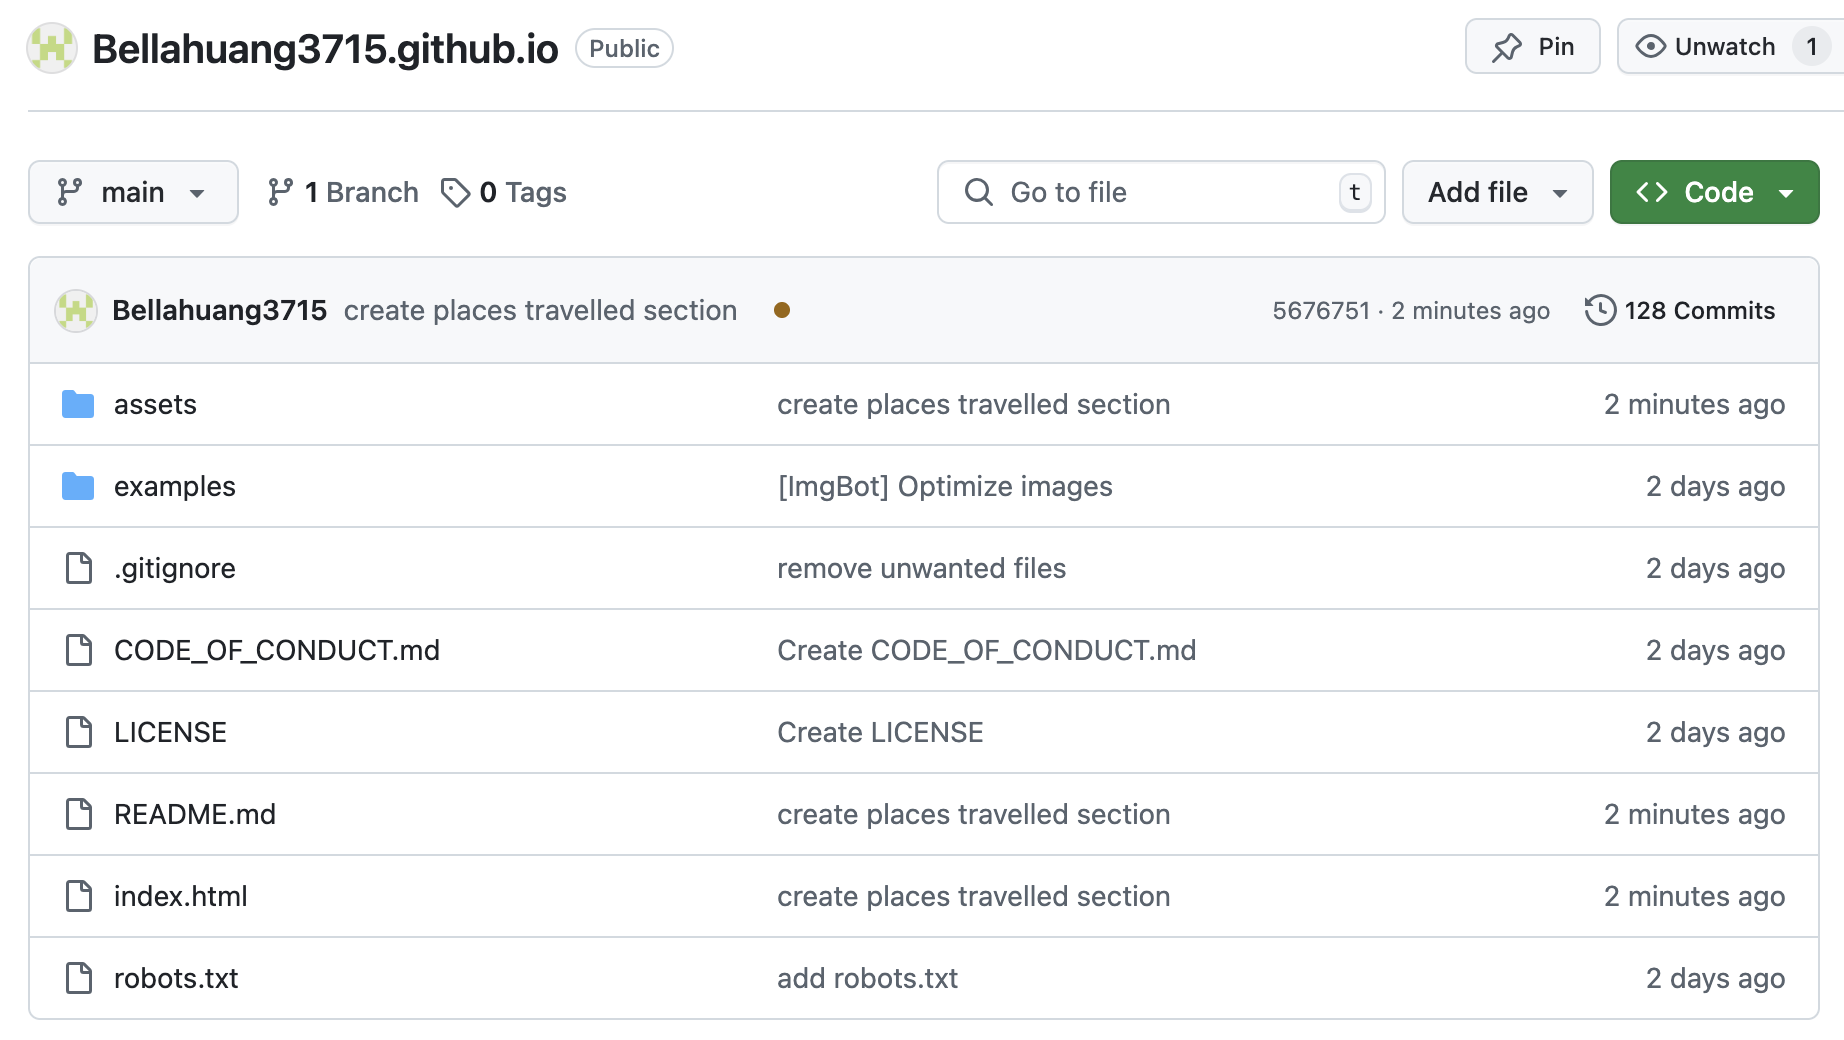 Bellahuang3715.github.io Public Pin Unwatch 1
main 1 Branch 0 Tags Go to file t Add file Code
Bellahuang3715 create places travelled section 5676751 · 2 minutes ago 128 Commits
assets create places travelled section 2 minutes ago
examples [ImgBot] Optimize images 2 days ago
.gitignore remove unwanted files 2 days ago
CODE_OF_CONDUCT.md Create CODE_OF_CONDUCT.md 2 days ago
LICENSE Create LICENSE 2 days ago
README.md create places travelled section 2 minutes ago
index.html create places travelled section 2 minutes ago
robots.txt add robots.txt 2 days ago